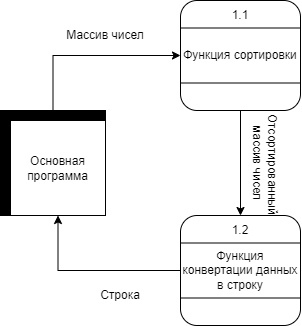 Массив чисел
1.1
Функция сортировки
Отсортированный
массив чисел
Основная
программа
1.2
Функция
конвертации данных
в строку
Строка